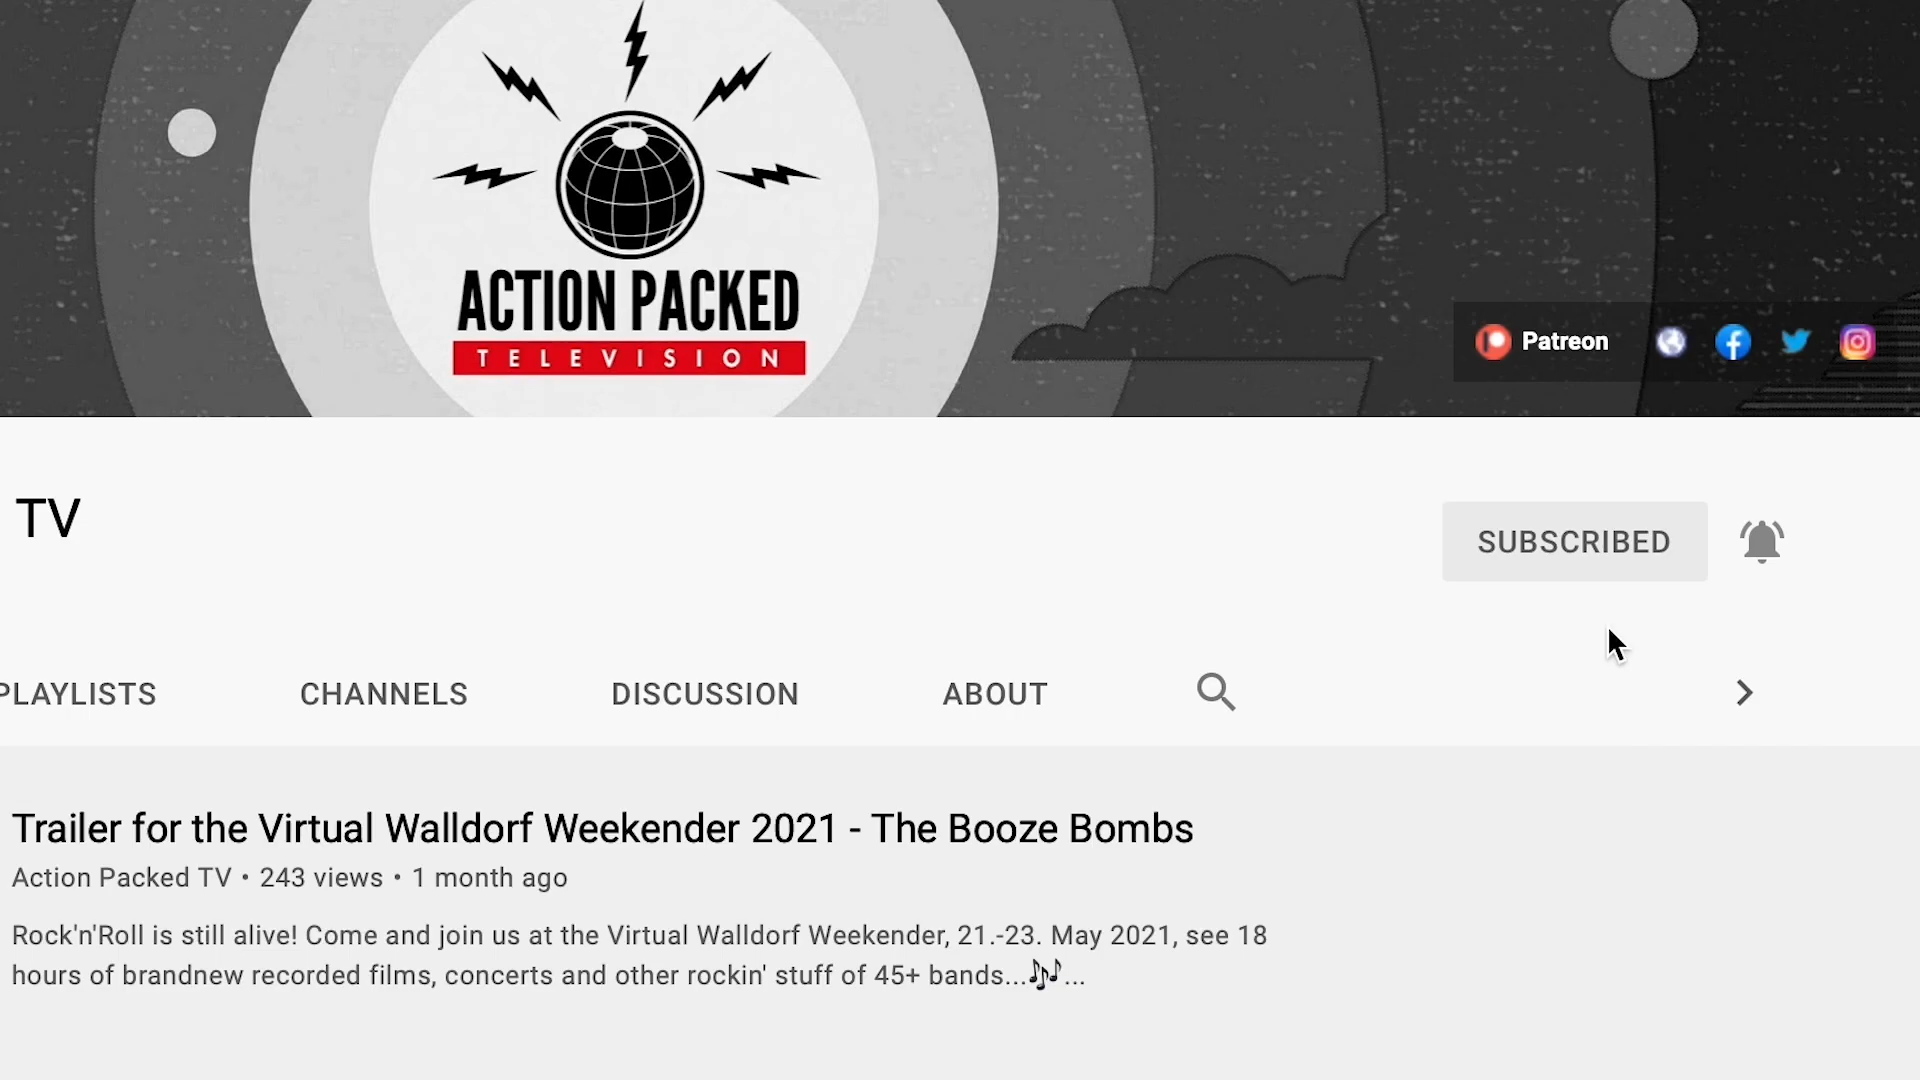 ACTION PACKED
TELEVISION
Patreon
TV
SUBSCRIBED
PLAYLISTS
CHANNELS
DISCUSSION
ABOUT
Trailer for the Virtual Walldorf Weekender 2021 - The Booze Bombs
Action Packed TV • 243 views • 1 month ago
Rock'n'Roll is still alive! Come and join us at the Virtual Walldorf Weekender, 21.-23. May 2021, see 18
hours of brandnew recorded films, concerts and other rockin' stuff of 45+ bands...🎶...